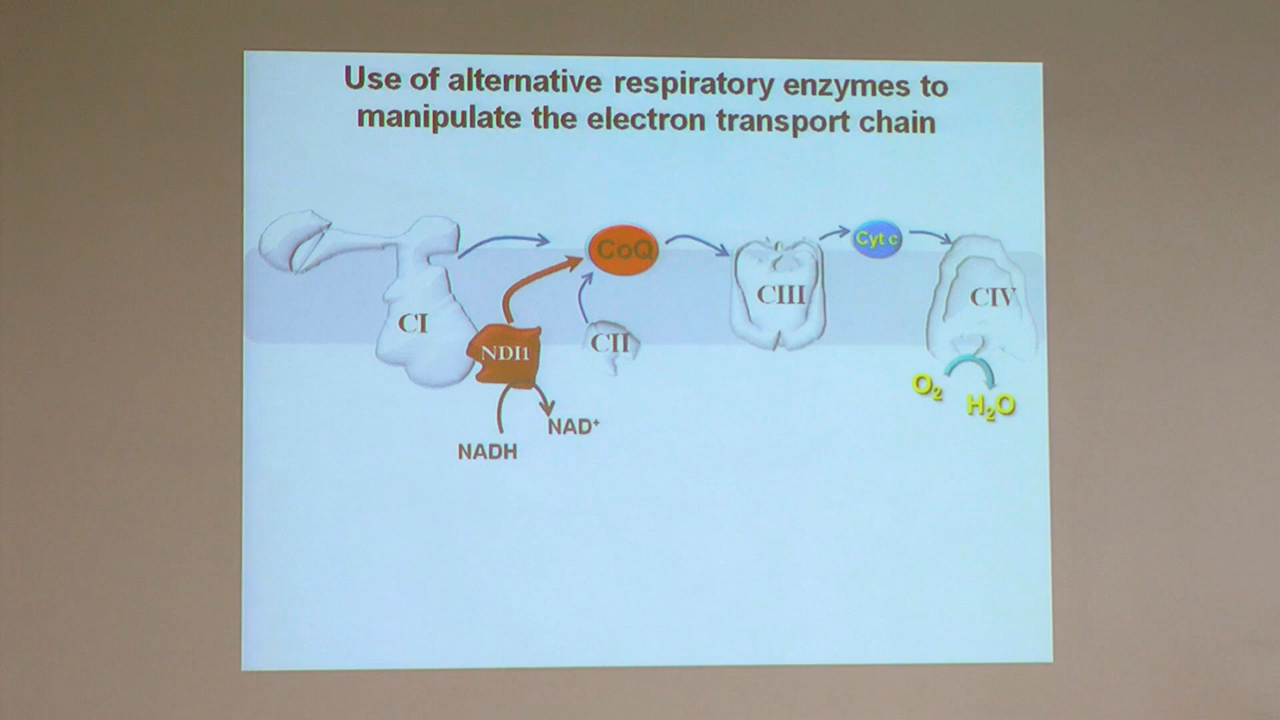 Use of alternative respiratory enzymes to
manipulate the electron transport chain
CI
CoQ
CIII
Cyt c
CIV
NDI1
CII
O₂
H₂O
NADH
NAD⁺